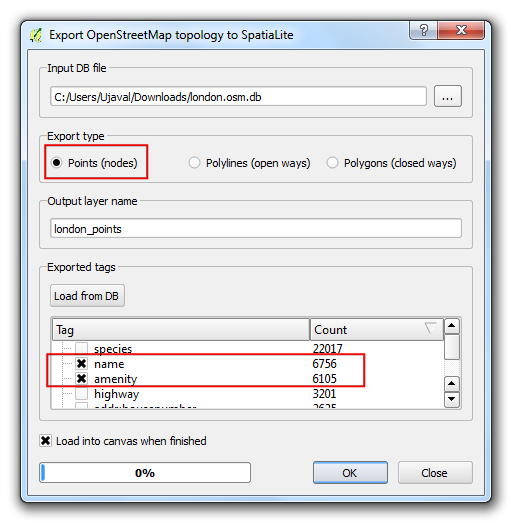 Export OpenStreetMap topology to SpatiaLite
Input DB file
C:/Users/Ujaval/Downloads/london.osm.db ...
Export type
Points (nodes) Polylines (open ways) Polygons (closed ways)
Output layer name
london_points
Exported tags
Load from DB
Tag Count
species 22017
name 6756
amenity 6105
highway 3201
Load into canvas when finished
0% OK Close